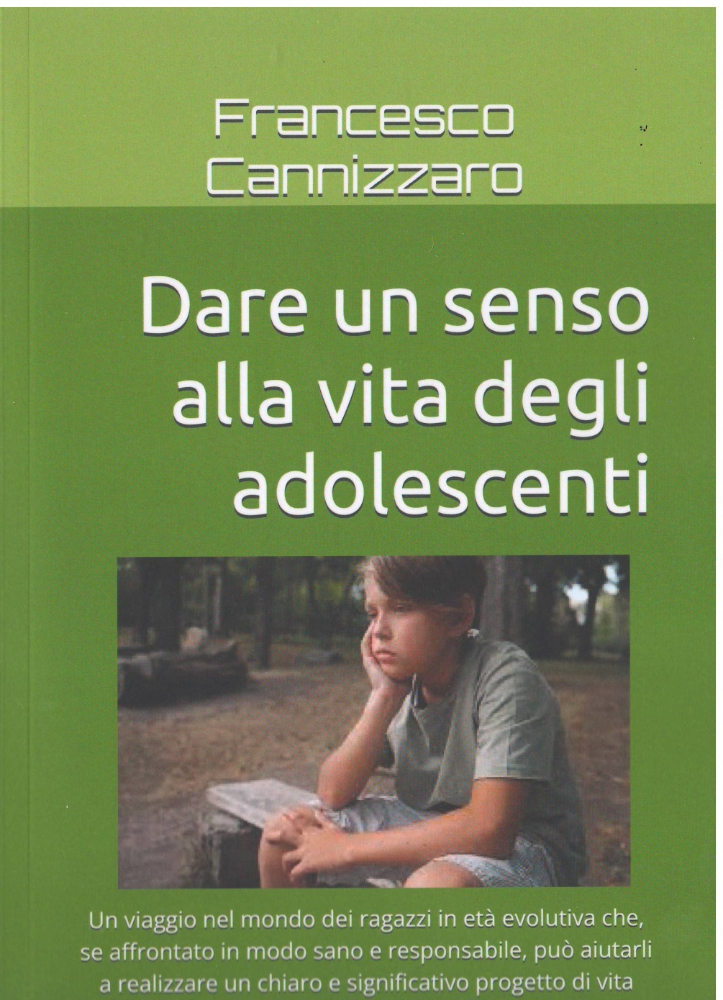 Francesco
Cannizzaro
Dare un senso
alla vita degli
adolescenti
Un viaggio nel mondo dei ragazzi in età evolutiva che,
se affrontato in modo sano e responsabile, può aiutarli
a realizzare un chiaro e significativo progetto di vita